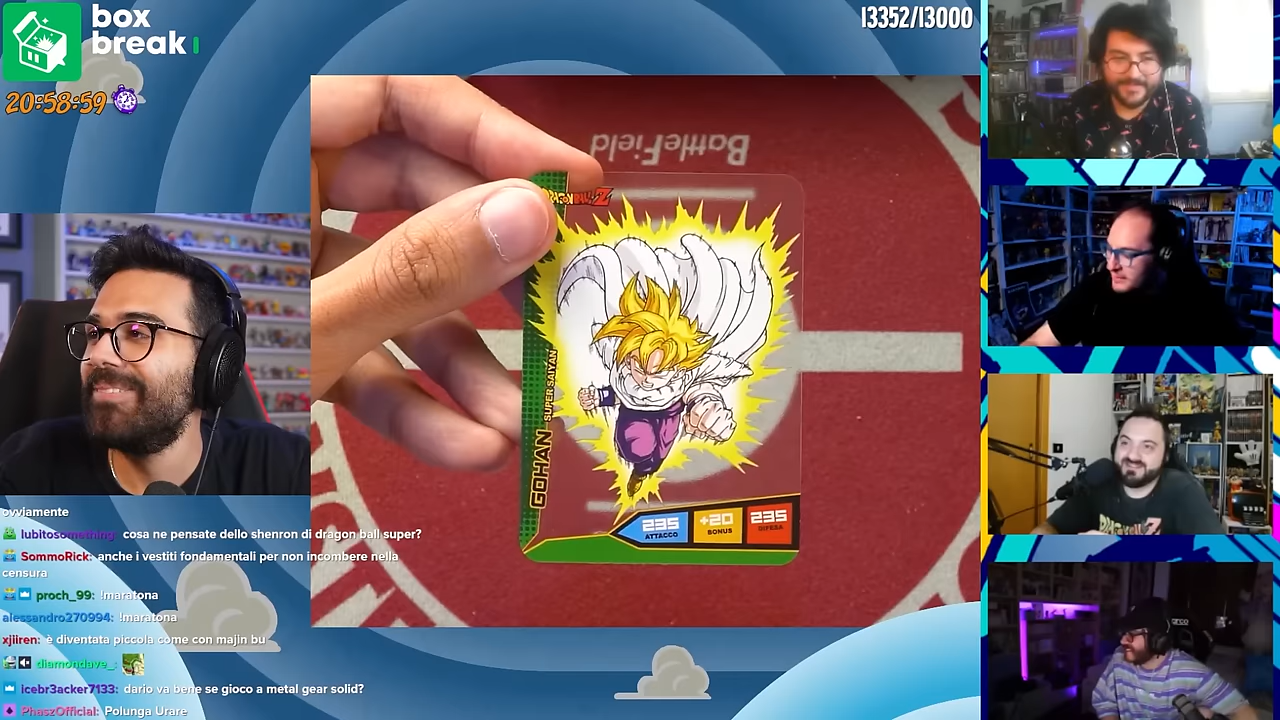 box
break
20:58:59
13352/13000
BattleField
DRAGON BALL Z
GOHAN SUPER SAIYAN
235 +20 235
ATTACCO BONUS DIFESA
ovviamente
lubitosomething: cosa ne pensate dello shenron di dragon ball super?
SommoRick: anche i vestiti fondamentali per non incombere nella
censura
proch_99: !maratona
alessandro270994: !maratona
xjiiren: è diventata piccola come con majin bu
diamondave_:
icebr3acker7133: dario va bene se gioco a metal gear solid?
PhaszOfficial: Polunga Urare